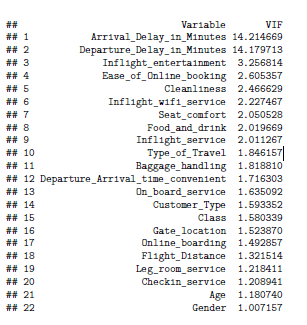 ## Variable VIF
## 1 Arrival_Delay_in_Minutes 14.214669
## 2 Departure_Delay_in_Minutes 14.179713
## 3 Inflight_entertainment 3.256814
## 4 Ease_of_Online_booking 2.605357
## 5 Cleanliness 2.466629
## 6 Inflight_wifi_service 2.227467
## 7 Seat_comfort 2.050528
## 8 Food_and_drink 2.019669
## 9 Inflight_service 2.011267
## 10 Type_of_Travel 1.846157
## 11 Baggage_handling 1.818810
## 12 Departure_Arrival_time_convenient 1.716303
## 13 On_board_service 1.635092
## 14 Customer_Type 1.593352
## 15 Class 1.580339
## 16 Gate_location 1.523870
## 17 Online_boarding 1.492857
## 18 Flight_Distance 1.321514
## 19 Leg_room_service 1.218411
## 20 Checkin_service 1.208941
## 21 Age 1.180740
## 22 Gender 1.007157